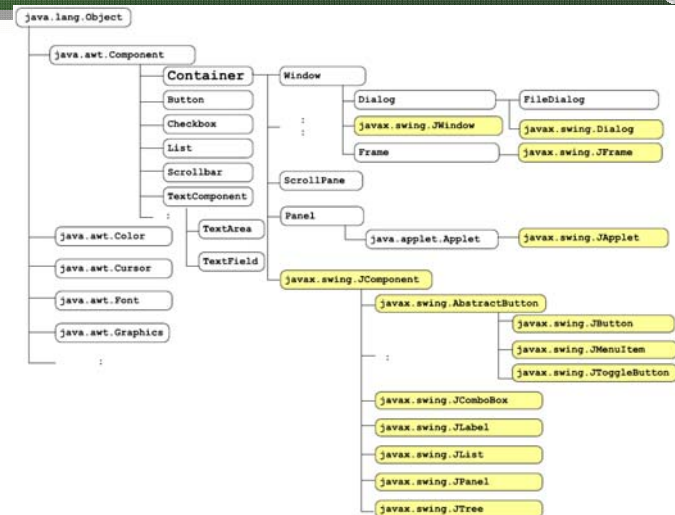 java.lang.Object
java.awt.Component
Container
Window
Button
Dialog
FileDialog
Checkbox
:
:
javax.swing.JWindow
javax.swing.Dialog
List
Frame
javax.swing.JFrame
Scrollbar
ScrollPane
TextComponent
:
Panel
java.awt.Color
TextArea
java.applet.Applet
javax.swing.JApplet
java.awt.Cursor
TextField
javax.swing.JComponent
java.awt.Font
javax.swing.AbstractButton
java.awt.Graphics
javax.swing.JButton
:
:
javax.swing.JMenuItem
javax.swing.JToggleButton
javax.swing.JComboBox
javax.swing.JLabel
javax.swing.JList
javax.swing.JPanel
javax.swing.JTree